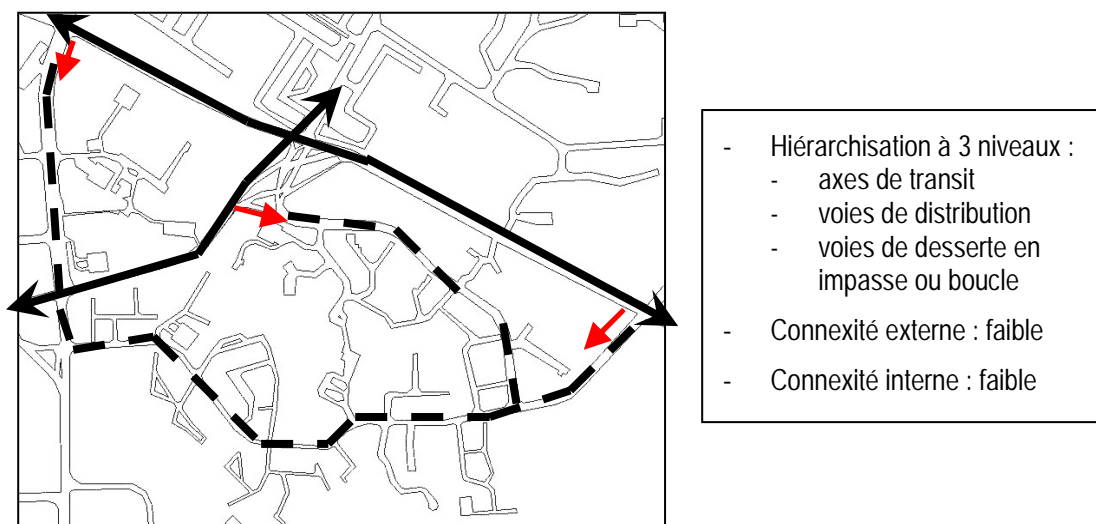 - Hiérarchisation à 3 niveaux :
- axes de transit
- voies de distribution
- voies de desserte en
impasse ou boucle
- Connexité externe : faible
- Connexité interne : faible